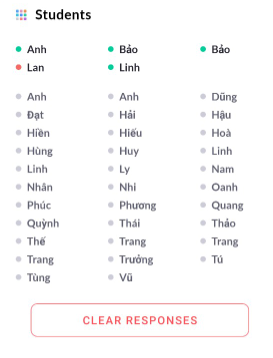 Students
Anh Bảo Bảo
Lan Linh
Anh Anh Dũng
Đạt Hải Hậu
Hiền Hiếu Hoà
Hùng Huy Linh
Linh Ly Nam
Nhân Nhi Oanh
Phúc Phương Quang
Quỳnh Thái Thảo
Thế Trang Trang
Trang Trưởng Tú
Tùng Vũ
CLEAR RESPONSES